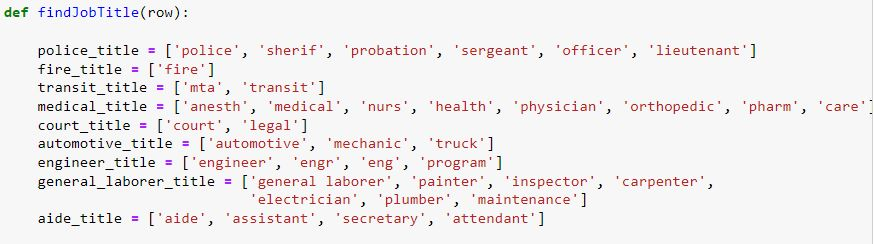 def findJobTitle(row):
    police_title = ['police', 'sherif', 'probation', 'sergeant', 'officer', 'lieutenant']
    fire_title = ['fire']
    transit_title = ['mta', 'transit']
    medical_title = ['anesth', 'medical', 'nurs', 'health', 'physician', 'orthopedic', 'pharm', 'care']
    court_title = ['court', 'legal']
    automotive_title = ['automotive', 'mechanic', 'truck']
    engineer_title = ['engineer', 'engr', 'eng', 'program']
    general_laborer_title = ['general laborer', 'painter', 'inspector', 'carpenter',
                             'electrician', 'plumber', 'maintenance']
    aide_title = ['aide', 'assistant', 'secretary', 'attendant']